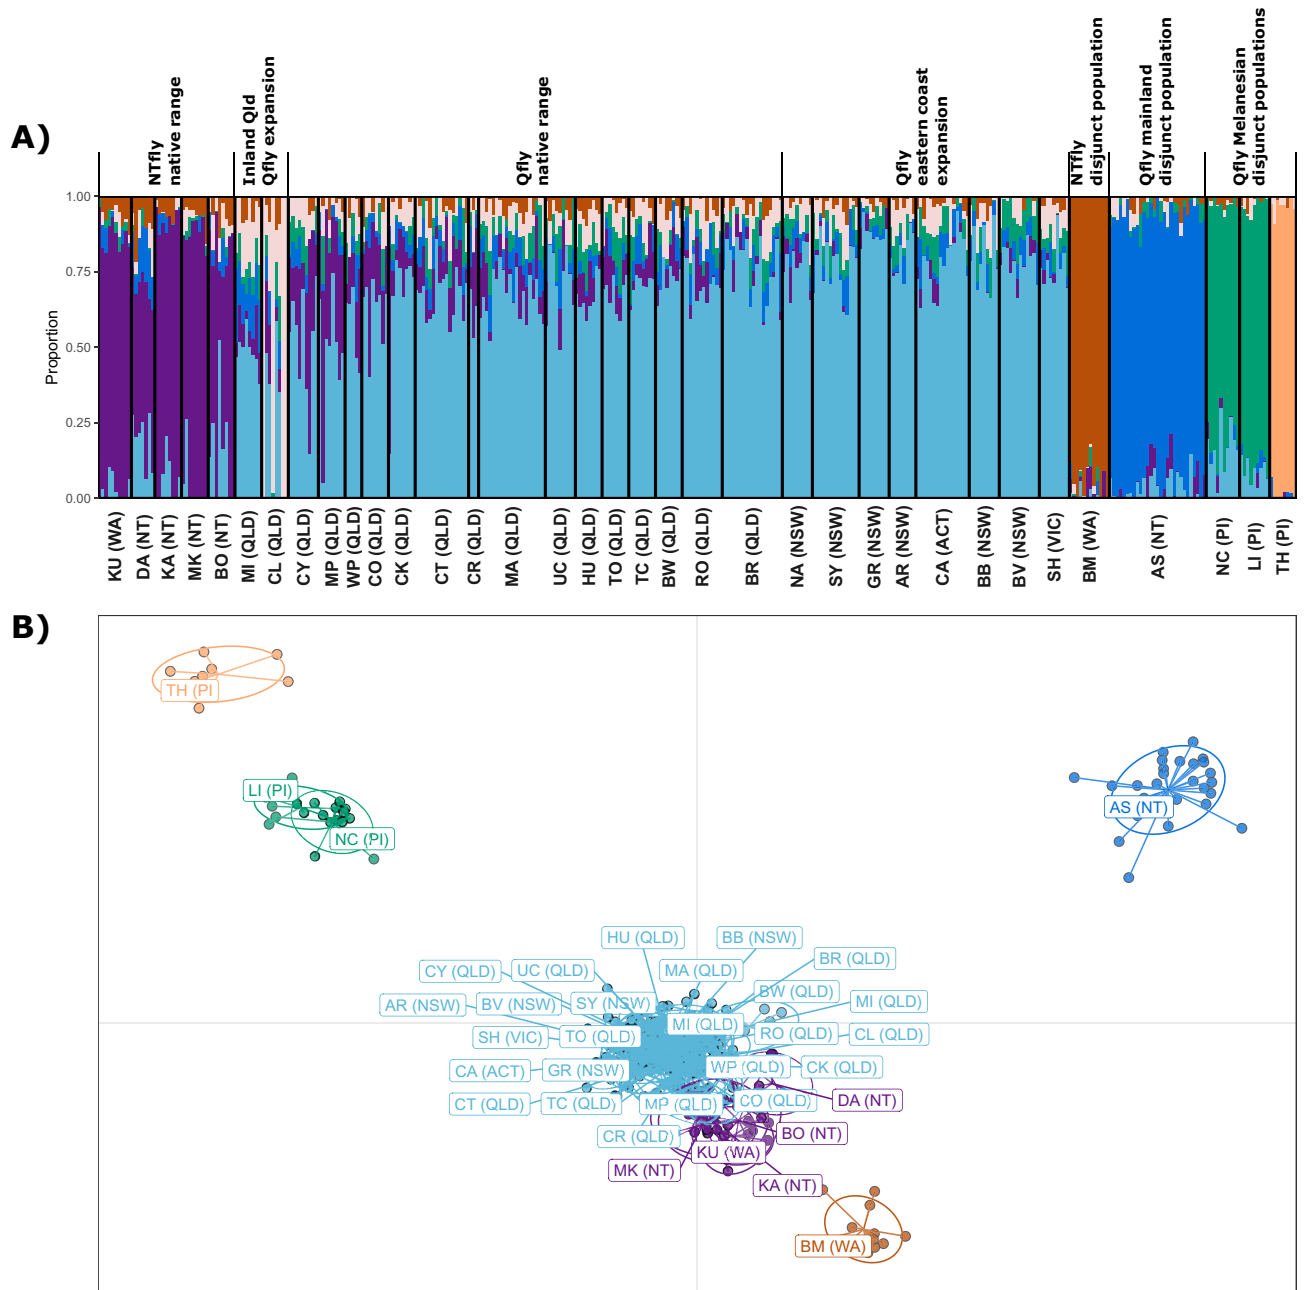 A)
NTfly
native range
Inland Qld
Qfly expansion
Qfly
native range
Qfly
eastern coast
expansion
NTfly
disjunct population
Qfly mainland
disjunct population
Qfly Melanesian
disjunct populations
Proportion
1.00
0.75
0.50
0.25
0.00
KU (WA)
DA (NT)
KA (NT)
MK (NT)
BO (NT)
MI (QLD)
CL (QLD)
CY (QLD)
MP (QLD)
WP (QLD)
CO (QLD)
CK (QLD)
CT (QLD)
CR (QLD)
MA (QLD)
UC (QLD)
HU (QLD)
TO (QLD)
TC (QLD)
BW (QLD)
RO (QLD)
BR (QLD)
NA (NSW)
SY (NSW)
GR (NSW)
AR (NSW)
CA (ACT)
BB (NSW)
BV (NSW)
SH (VIC)
BM (WA)
AS (NT)
NC (PI)
LI (PI)
TH (PI)
B)
TH (PI
LI (PI)
NC (PI)
AS (NT)
HU (QLD)
BB (NSW)
BR (QLD)
CY (QLD)
UC (QLD)
MA (QLD)
AR (NSW)
BV (NSW)
SY (NSW)
BW (QLD)
MI (QLD)
MI (QLD)
SH (VIC)
TO (QLD)
RO (QLD)
CL (QLD)
CA (ACT)
GR (NSW)
WP (QLD)
CK (QLD)
CT (QLD)
TC (QLD)
MP (QLD)
CO (QLD)
DA (NT)
CR (QLD)
BO (NT)
KU (WA)
MK (NT)
KA (NT)
BM (WA)